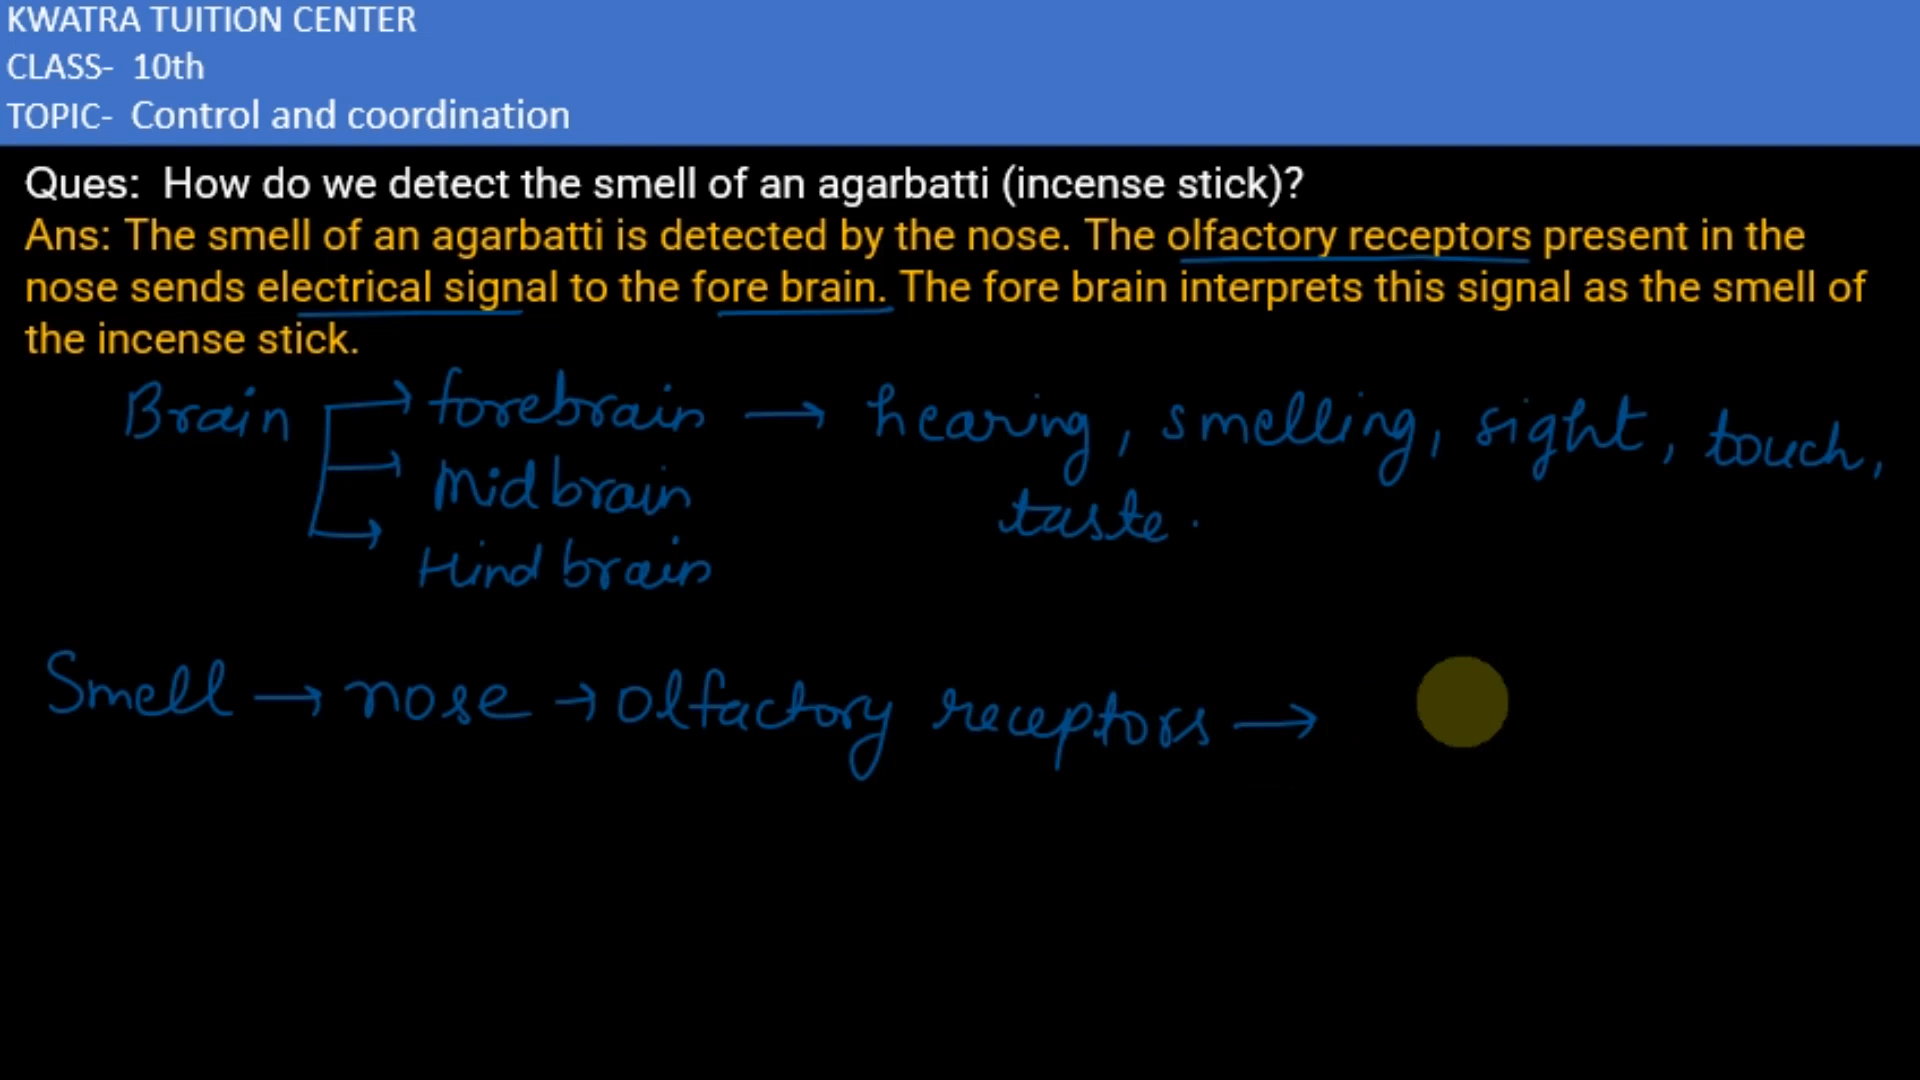 KWATRA TUITION CENTER
CLASS- 10th
TOPIC- Control and coordination
Ques: How do we detect the smell of an agarbatti (incense stick)?
Ans: The smell of an agarbatti is detected by the nose. The olfactory receptors present in the
nose sends electrical signal to the fore brain. The fore brain interprets this signal as the smell of
the incense stick.
Brain → forebrain → hearing, smelling, sight, touch,
taste.
→ Midbrain
→ Hind brain
Smell → nose → olfactory receptors →